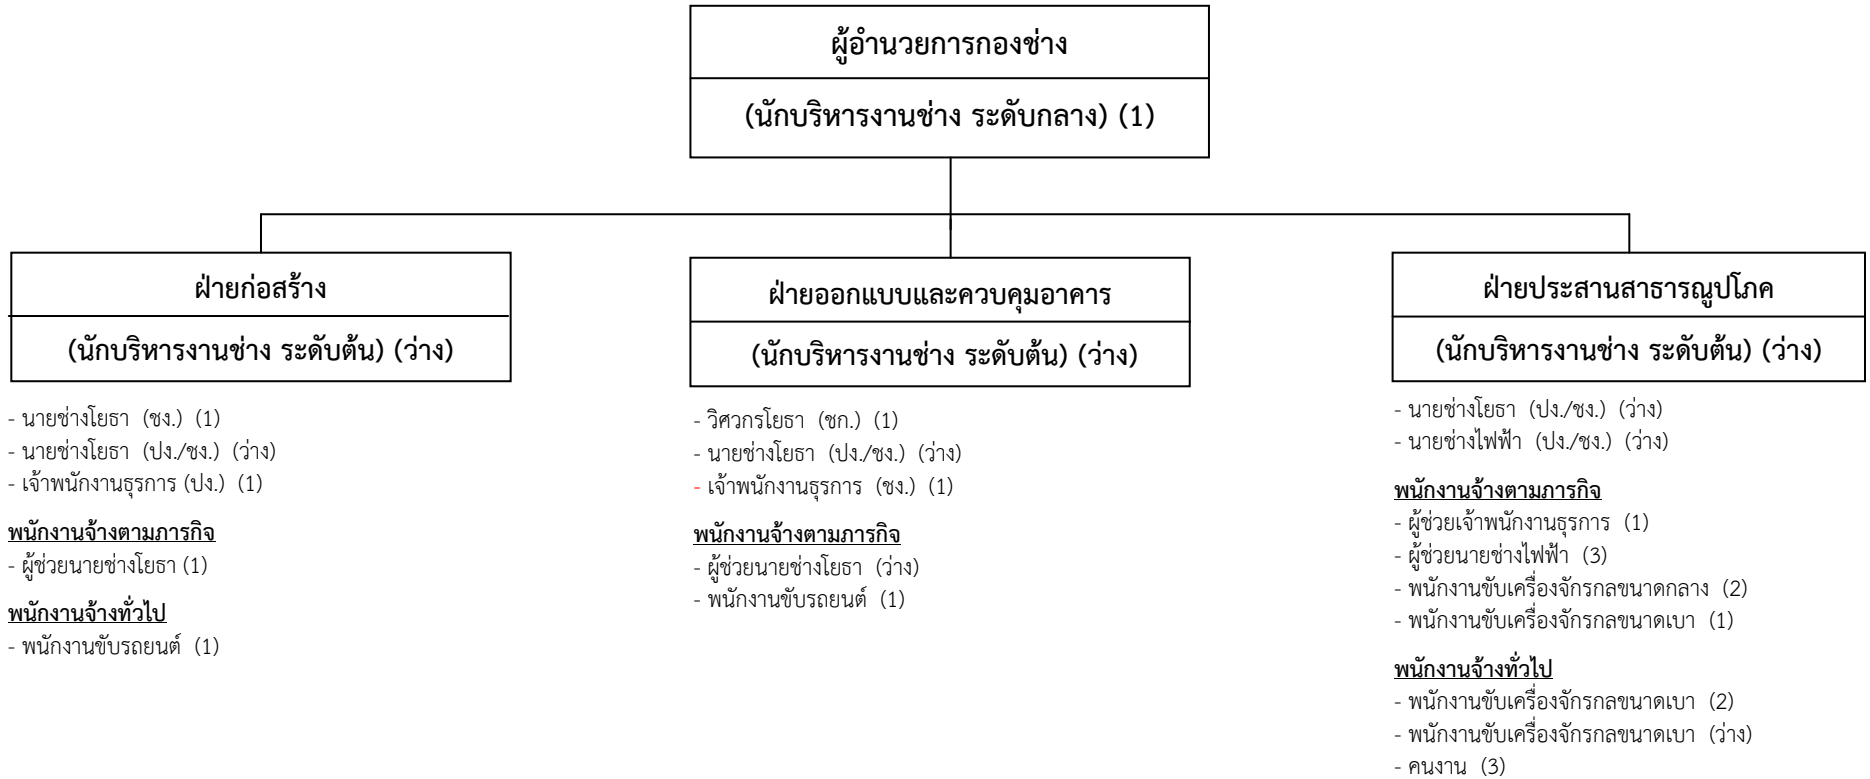 ผู้อำนวยการกองช่าง
(นักบริหารงานช่าง ระดับกลาง) (1)
ฝ่ายก่อสร้าง
(นักบริหารงานช่าง ระดับต้น) (ว่าง)
- นายช่างโยธา (ชง.) (1)
- นายช่างโยธา (ปง./ชง.) (ว่าง)
- เจ้าพนักงานธุรการ (ปง.) (1)
พนักงานจ้างตามภารกิจ
- ผู้ช่วยนายช่างโยธา (1)
พนักงานจ้างทั่วไป
- พนักงานขับรถยนต์ (1)
ฝ่ายออกแบบและควบคุมอาคาร
(นักบริหารงานช่าง ระดับต้น) (ว่าง)
- วิศวกรโยธา (ชก.) (1)
- นายช่างโยธา (ปง./ชง.) (ว่าง)
- เจ้าพนักงานธุรการ (ชง.) (1)
พนักงานจ้างตามภารกิจ
- ผู้ช่วยนายช่างโยธา (ว่าง)
- พนักงานขับรถยนต์ (1)
ฝ่ายประสานสาธารณูปโภค
(นักบริหารงานช่าง ระดับต้น) (ว่าง)
- นายช่างโยธา (ปง./ชง.) (ว่าง)
- นายช่างไฟฟ้า (ปง./ชง.) (ว่าง)
พนักงานจ้างตามภารกิจ
- ผู้ช่วยเจ้าพนักงานธุรการ (1)
- ผู้ช่วยนายช่างไฟฟ้า (3)
- พนักงานขับเครื่องจักรกลขนาดกลาง (2)
- พนักงานขับเครื่องจักรกลขนาดเบา (1)
พนักงานจ้างทั่วไป
- พนักงานขับเครื่องจักรกลขนาดเบา (2)
- พนักงานขับเครื่องจักรกลขนาดเบา (ว่าง)
- คนงาน (3)